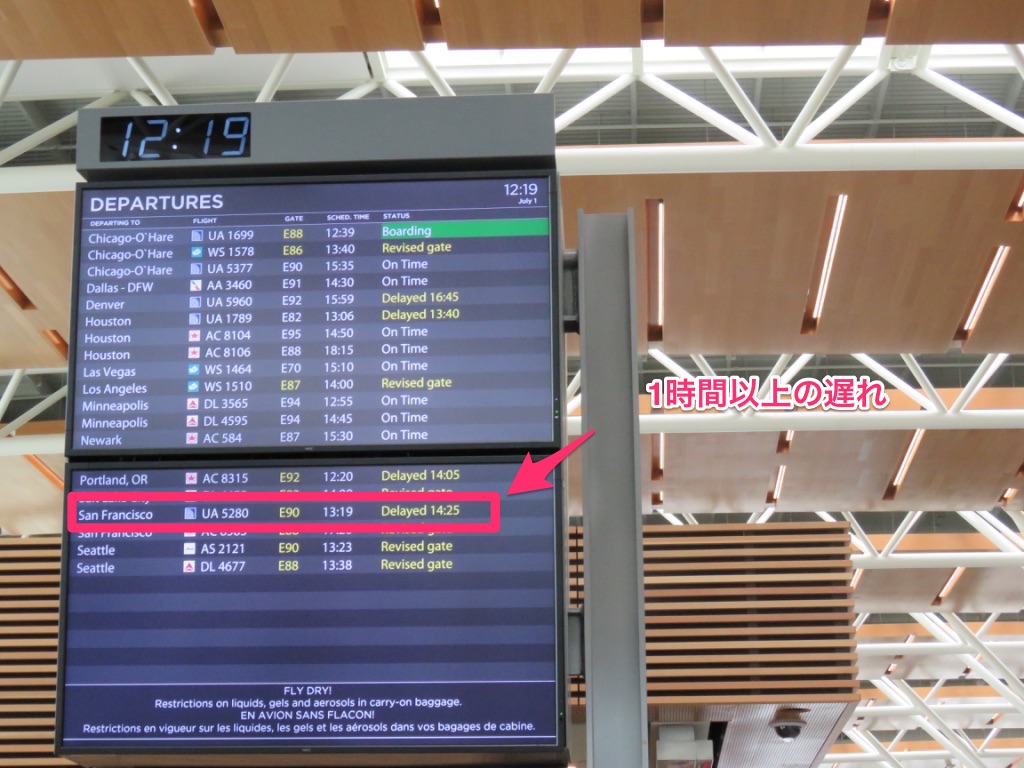 12:19
DEPARTURES
12:19
July 1
DEPARTING TO FLIGHT GATE SCHED. TIME STATUS
Chicago-O'Hare UA 1699 E88 12:39 Boarding
Chicago-O'Hare WS 1578 E86 13:40 Revised gate
Chicago-O'Hare UA 5377 E90 15:35 On Time
Dallas - DFW AA 3460 E91 14:30 On Time
Denver UA 5960 E92 15:59 Delayed 16:45
Houston UA 1789 E82 13:06 Delayed 13:40
Houston AC 8104 E95 14:50 On Time
Houston AC 8106 E88 18:15 On Time
Las Vegas WS 1464 E70 15:10 On Time
Los Angeles WS 1510 E87 14:00 Revised gate
Minneapolis DL 3565 E94 12:55 On Time
Minneapolis DL 4595 E94 14:45 On Time
Newark AC 584 E87 15:30 On Time
1時間以上の遅れ
Portland, OR AC 8315 E92 12:20 Delayed 14:05
San Francisco UA 5280 E90 13:19 Delayed 14:25
San Francisco
Seattle AS 2121 E90 13:23 Revised gate
Seattle DL 4677 E88 13:38 Revised gate
FLY DRY!
Restrictions on liquids, gels and aerosols in carry-on baggage.
EN AVION SANS FLACON!
Restrictions en vigueur sur les liquides, les gels et les aérosols dans vos bagages de cabine.